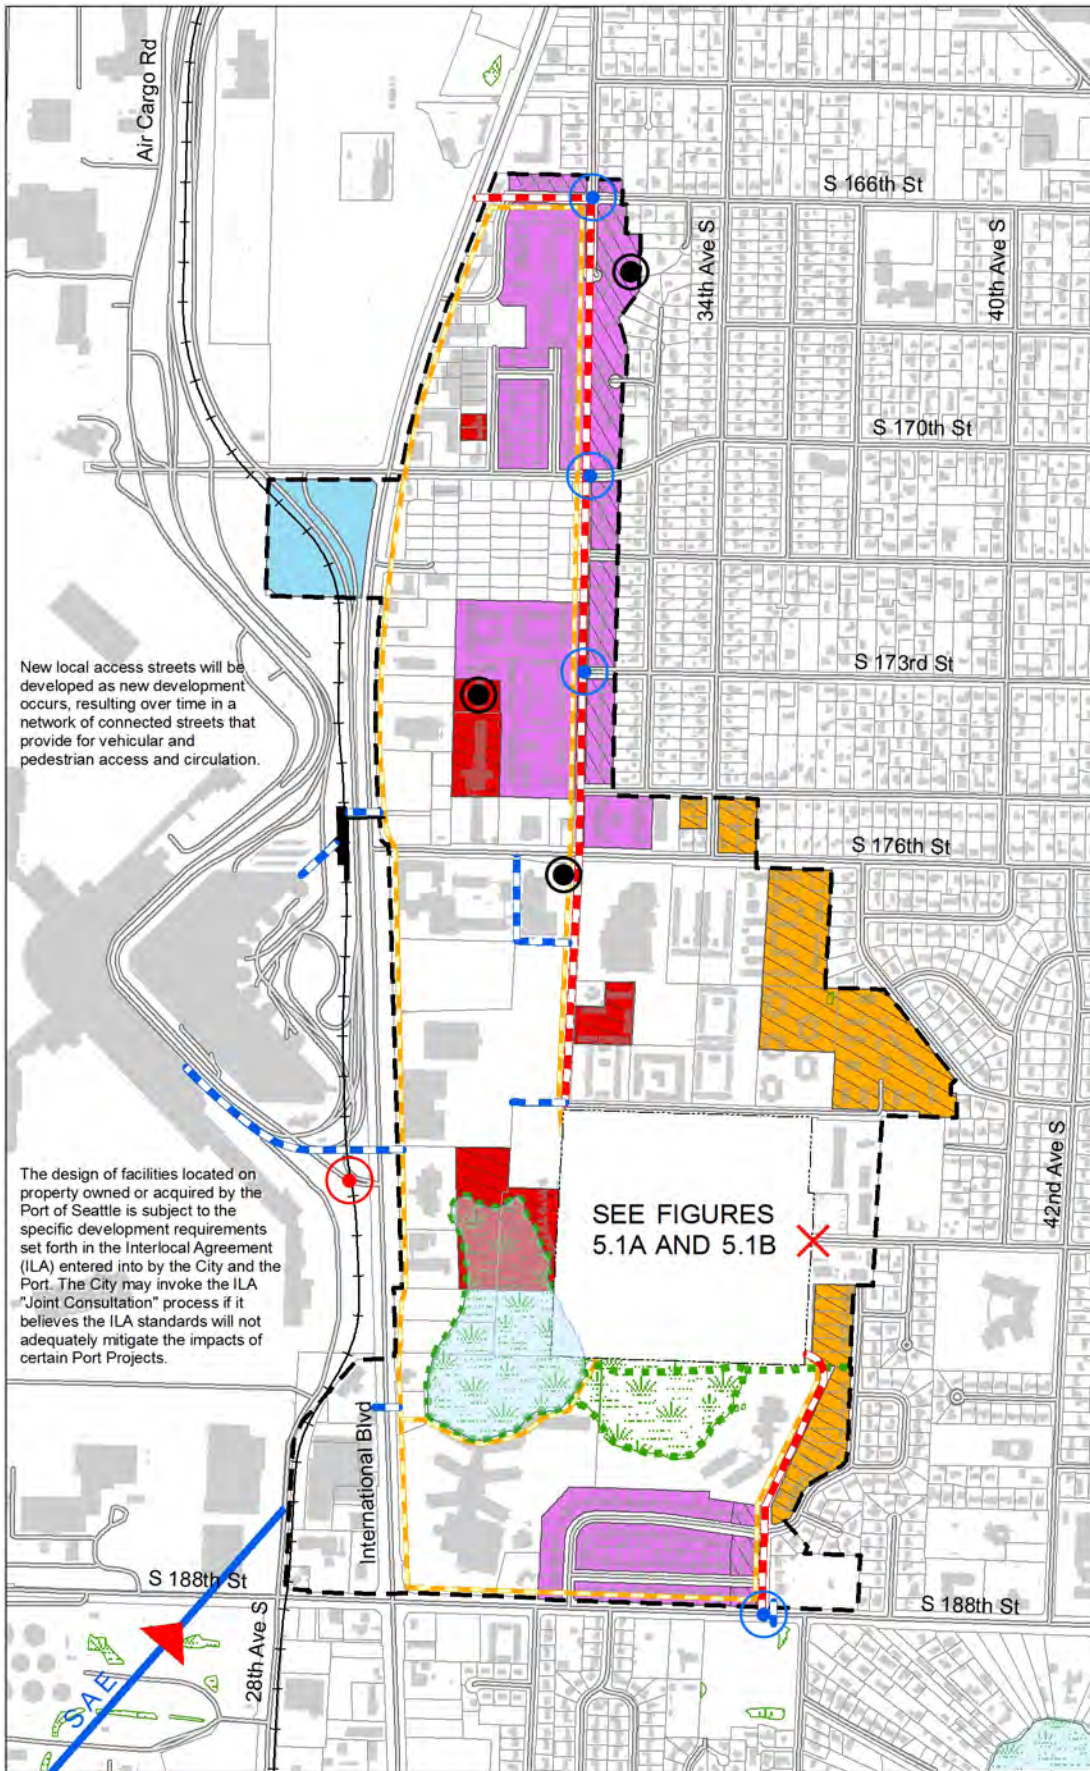 Air Cargo Rd
S 166th St
34th Ave S
40th Ave S
S 170th St
New local access streets will be
developed as new development
occurs, resulting over time in a
network of connected streets that
provide for vehicular and
pedestrian access and circulation.
S 173rd St
S 176th St
The design of facilities located on
property owned or acquired by the
Port of Seattle is subject to the
specific development requirements
set forth in the Interlocal Agreement
(ILA) entered into by the City and the
Port. The City may invoke the ILA
"Joint Consultation" process if it
believes the ILA standards will not
adequately mitigate the impacts of
certain Port Projects.
SEE FIGURES
5.1A AND 5.1B
42nd Ave S
International Blvd
S 188th St
28th Ave S
S 188th St
SAE